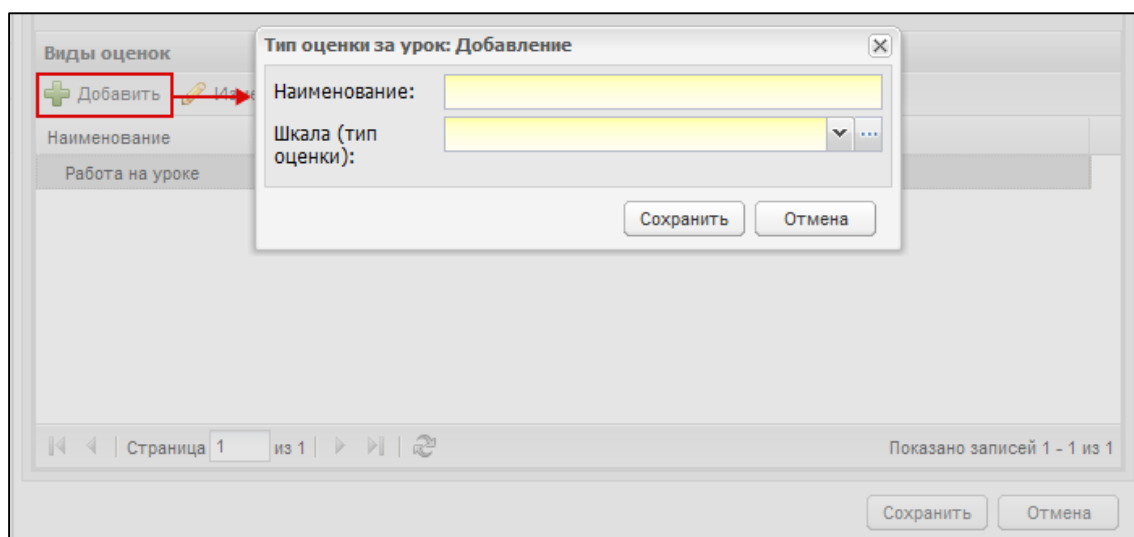 Виды оценок
Тип оценки за урок: Добавление
Добавить
Наименование:
Наименование
Шкала (тип
оценки):
Работа на уроке
Сохранить Отмена
Страница 1 из 1
Показано записей 1 - 1 из 1
Сохранить Отмена